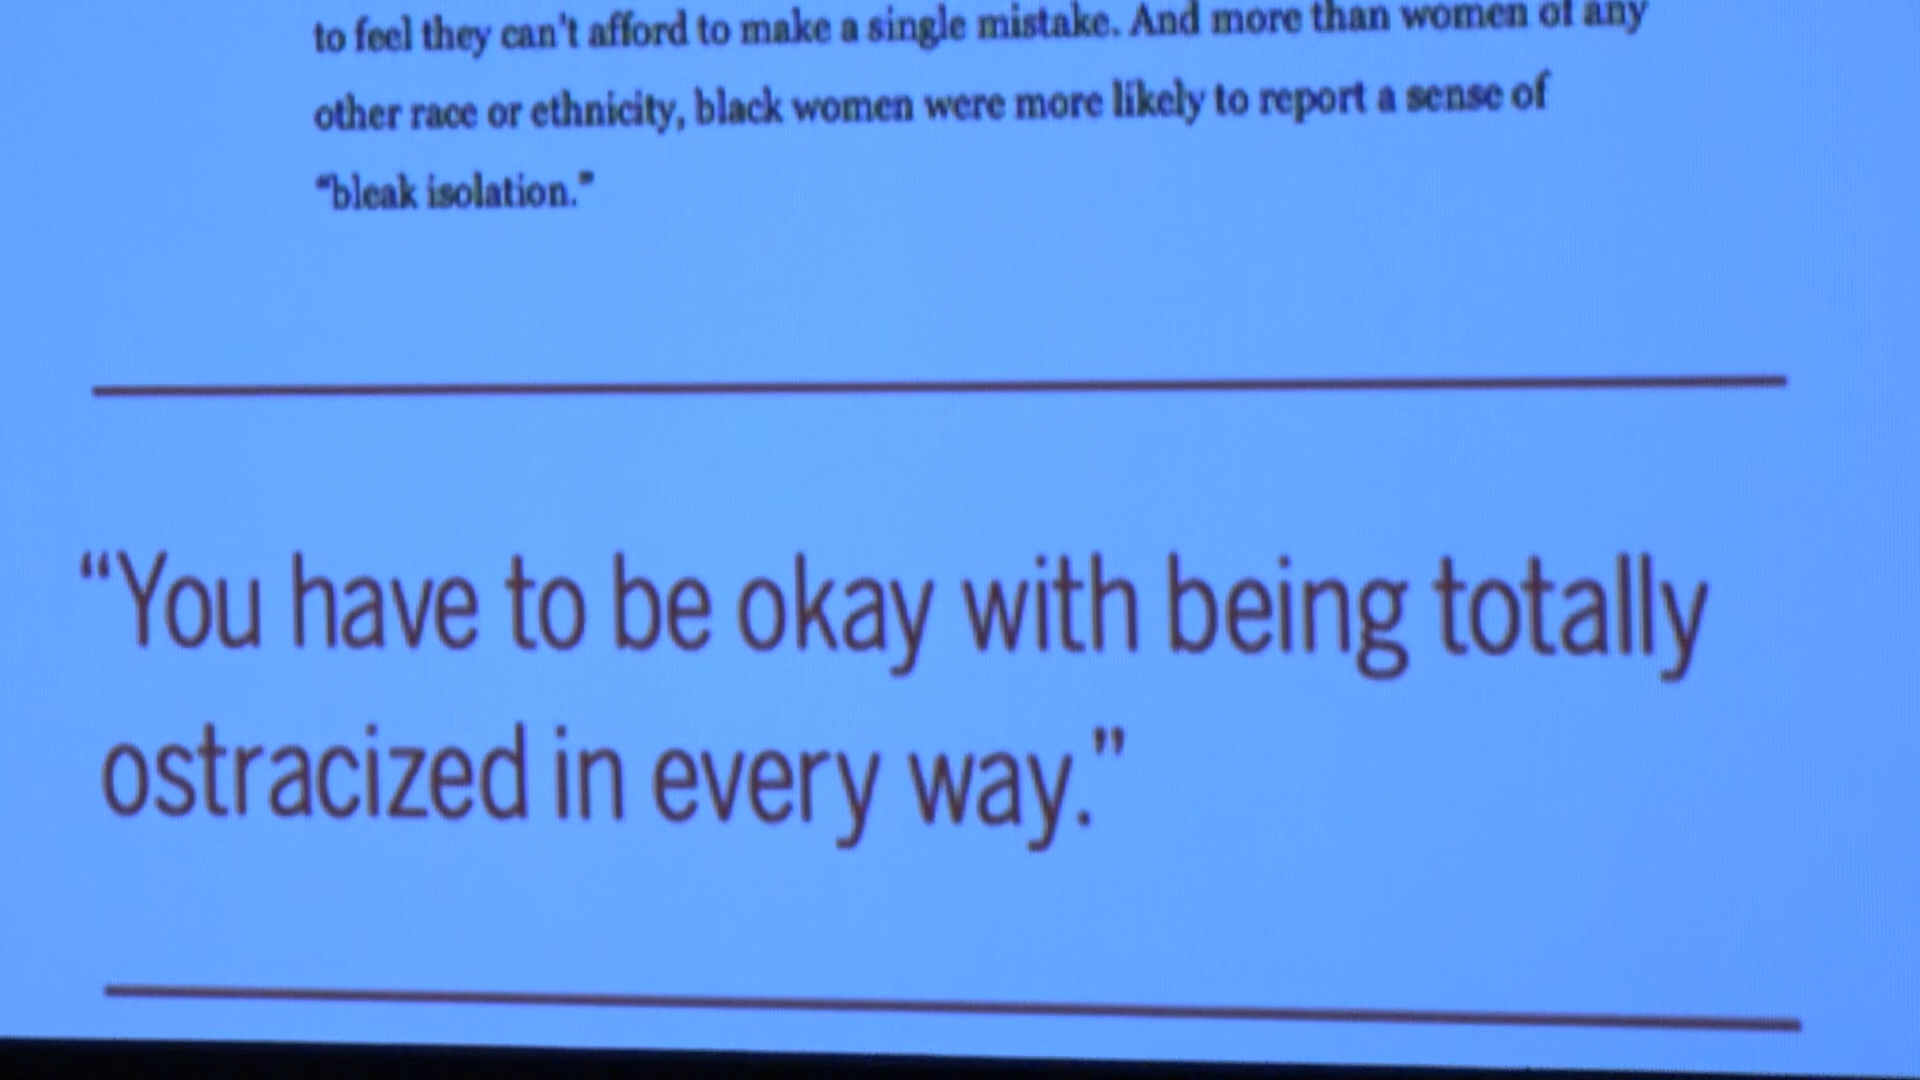 to feel they can't afford to make a single mistake. And more than women of any
other race or ethnicity, black women were more likely to report a sense of
“bleak isolation.”
“You have to be okay with being totally
ostracized in every way.”